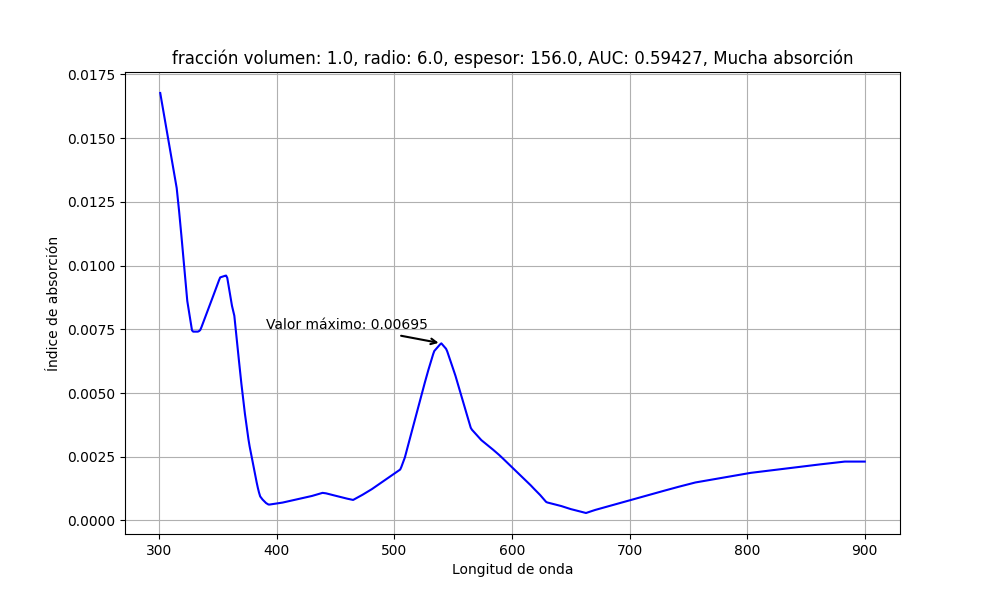 fracción volumen: 1.0, radio: 6.0, espesor: 156.0, AUC: 0.59427, Mucha absorción
Índice de absorción
0.0175
0.0150
0.0125
0.0100
0.0075
0.0050
0.0025
0.0000
Valor máximo: 0.00695
300 400 500 600 700 800 900
Longitud de onda